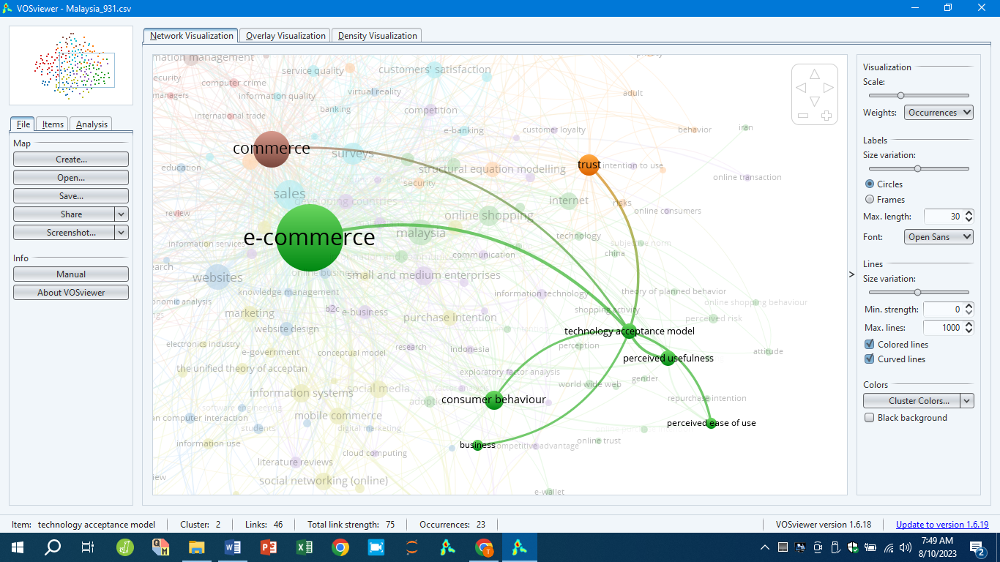 VOSviewer - Malaysia_931.csv
Network Visualization
Overlay Visualization
Density Visualization
File
Items
Analysis
Map
Create...
Open...
Save...
Share
Screenshot...
Info
Manual
About VOSviewer
mation management
service quality
customers' satisfaction
security
computer crime
virtual reality
managers
information quality
adult
banking
competition
international trade
e-banking
customer loyalty
behavior
iran
commerce
surveys
education
structural equation modelling
trust
intention to use
online transaction
security
sales
developing countries
internet
risks
review
online shopping
online consumers
e-commerce
malaysia
technology
information services
subjective norm
communication
china
online business
websites
small and medium enterprises
knowledge management
information technology
theory of planned behavior
onomic analysis
online shopping behaviour
b2c
e-business
shopping activity
marketing
purchase intention
perceived risk
website design
continuance intention
technology acceptance model
electronics industry
research
indonesia
perception
e-government
conceptual model
attitude
perceived usefulness
the unified theory of acceptan
exploratory factor analysis
gender
social media
factor analysis
world wide web
information systems
consumer behaviour
repurchase intention
software engineering
an computer interaction
mobile commerce
perceived ease of use
students
digital marketing
information use
online trust
business
competitive advantage
cloud computing
literature reviews
social networking (online)
e-wallet
Visualization
Scale:
Weights:
Occurrences
Labels
Size variation:
Circles
Frames
Max. length:
30
Font:
Open Sans
Lines
Size variation:
Min. strength:
0
Max. lines:
1000
Colored lines
Curved lines
Colors
Cluster Colors...
Black background
>
Item: technology acceptance model
Cluster: 2
Links: 46
Total link strength: 75
Occurrences: 23
VOSviewer version 1.6.18
Update to version 1.6.19
7:49 AM
8/10/2023
2